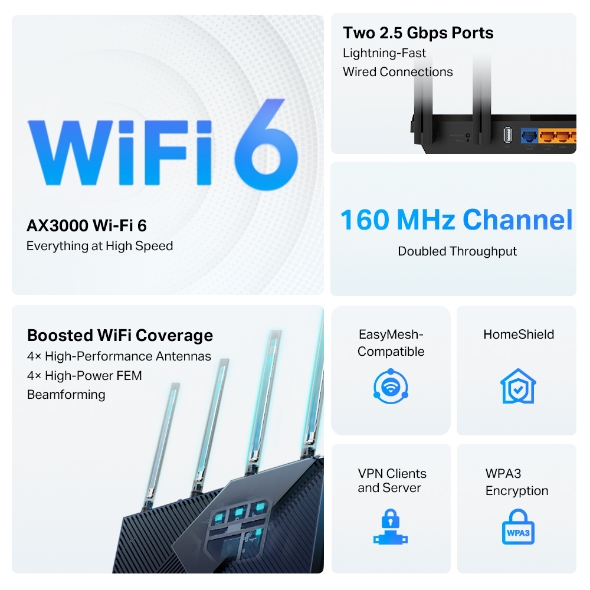 WiFi 6
AX3000 Wi-Fi 6
Everything at High Speed
Two 2.5 Gbps Ports
Lightning-Fast
Wired Connections
160 MHz Channel
Doubled Throughput
Boosted WiFi Coverage
4× High-Performance Antennas
4× High-Power FEM
Beamforming
EasyMesh-
Compatible
HomeShield
VPN Clients
and Server
WPA3
Encryption
WPA3